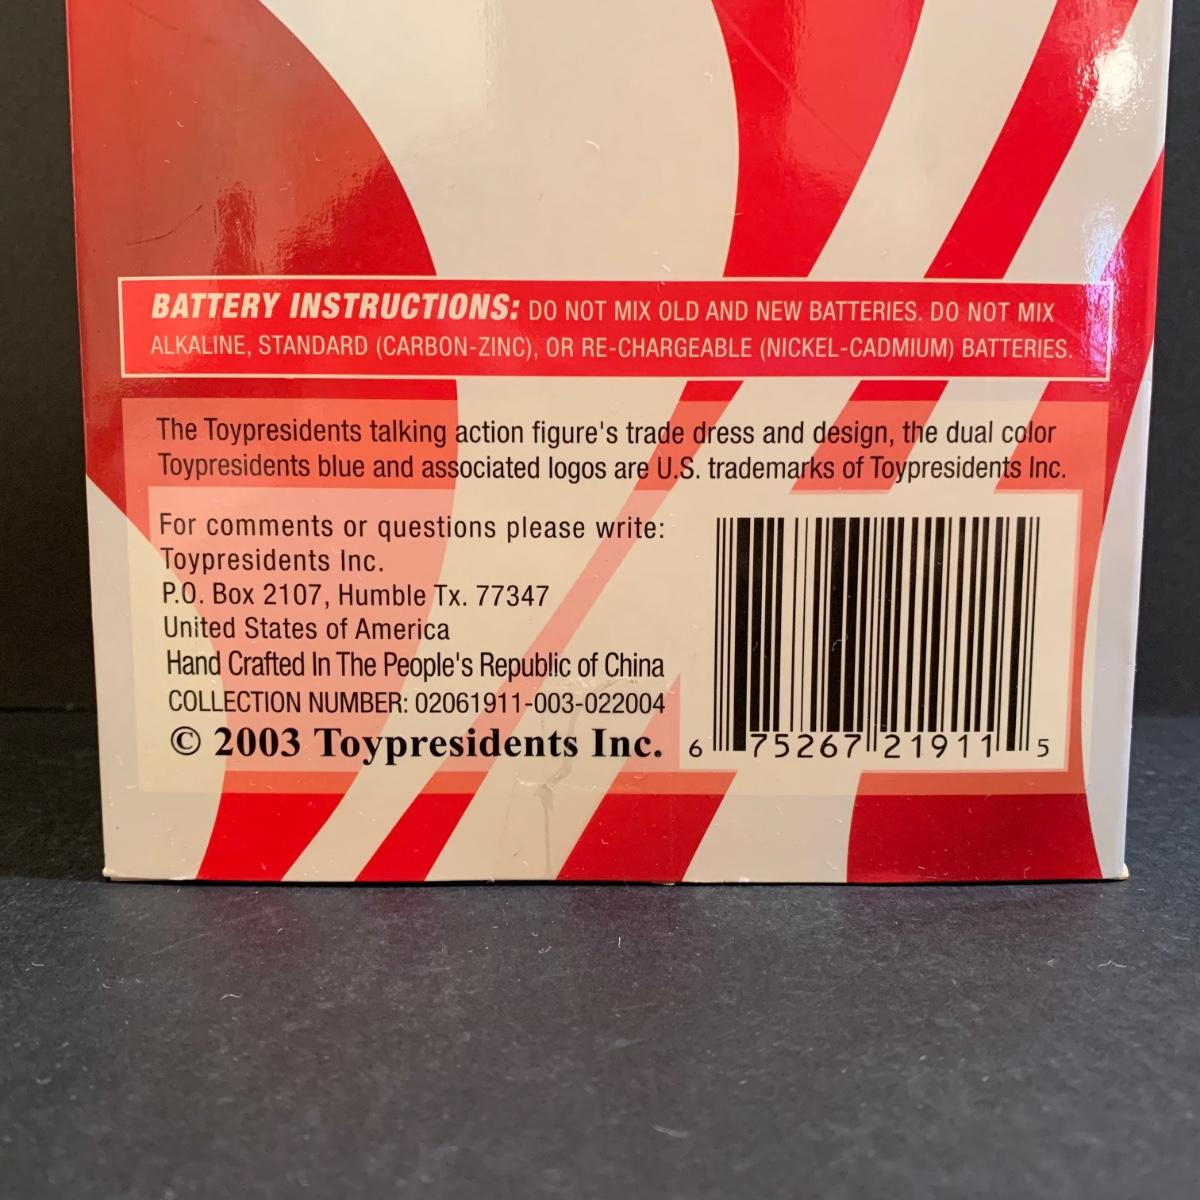 BATTERY INSTRUCTIONS: DO NOT MIX OLD AND NEW BATTERIES. DO NOT MIX
ALKALINE, STANDARD (CARBON-ZINC), OR RE-CHARGEABLE (NICKEL-CADMIUM) BATTERIES.
The Toypresidents talking action figure's trade dress and design, the dual color
Toypresidents blue and associated logos are U.S. trademarks of Toypresidents Inc.
For comments or questions please write:
Toypresidents Inc.
P.O. Box 2107, Humble Tx. 77347
United States of America
Hand Crafted In The People's Republic of China
COLLECTION NUMBER: 02061911-003-022004
© 2003 Toypresidents Inc.
6 75267 21911 5